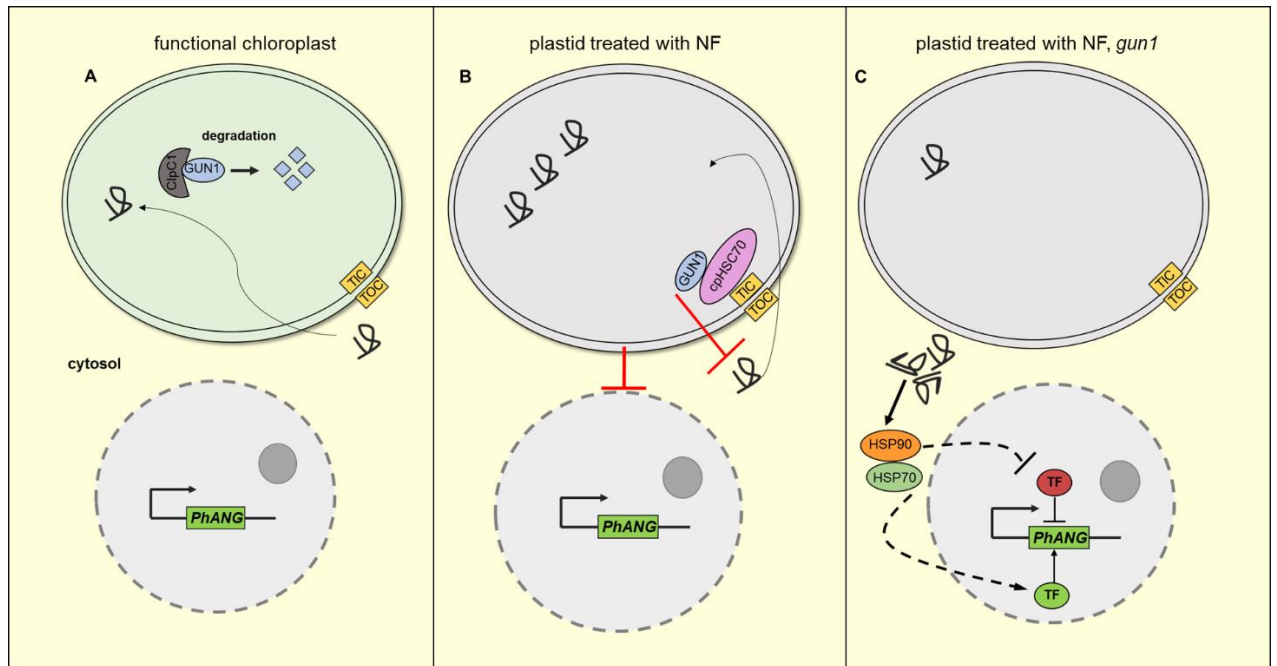 functional chloroplast
A
degradation
ClpC1
GUN1
TIC
TOC
cytosol
PhANG
plastid treated with NF
B
GUN1
cpHSC70
TIC
TOC
PhANG
plastid treated with NF, gun1
C
TIC
TOC
HSP90
HSP70
TF
PhANG
TF